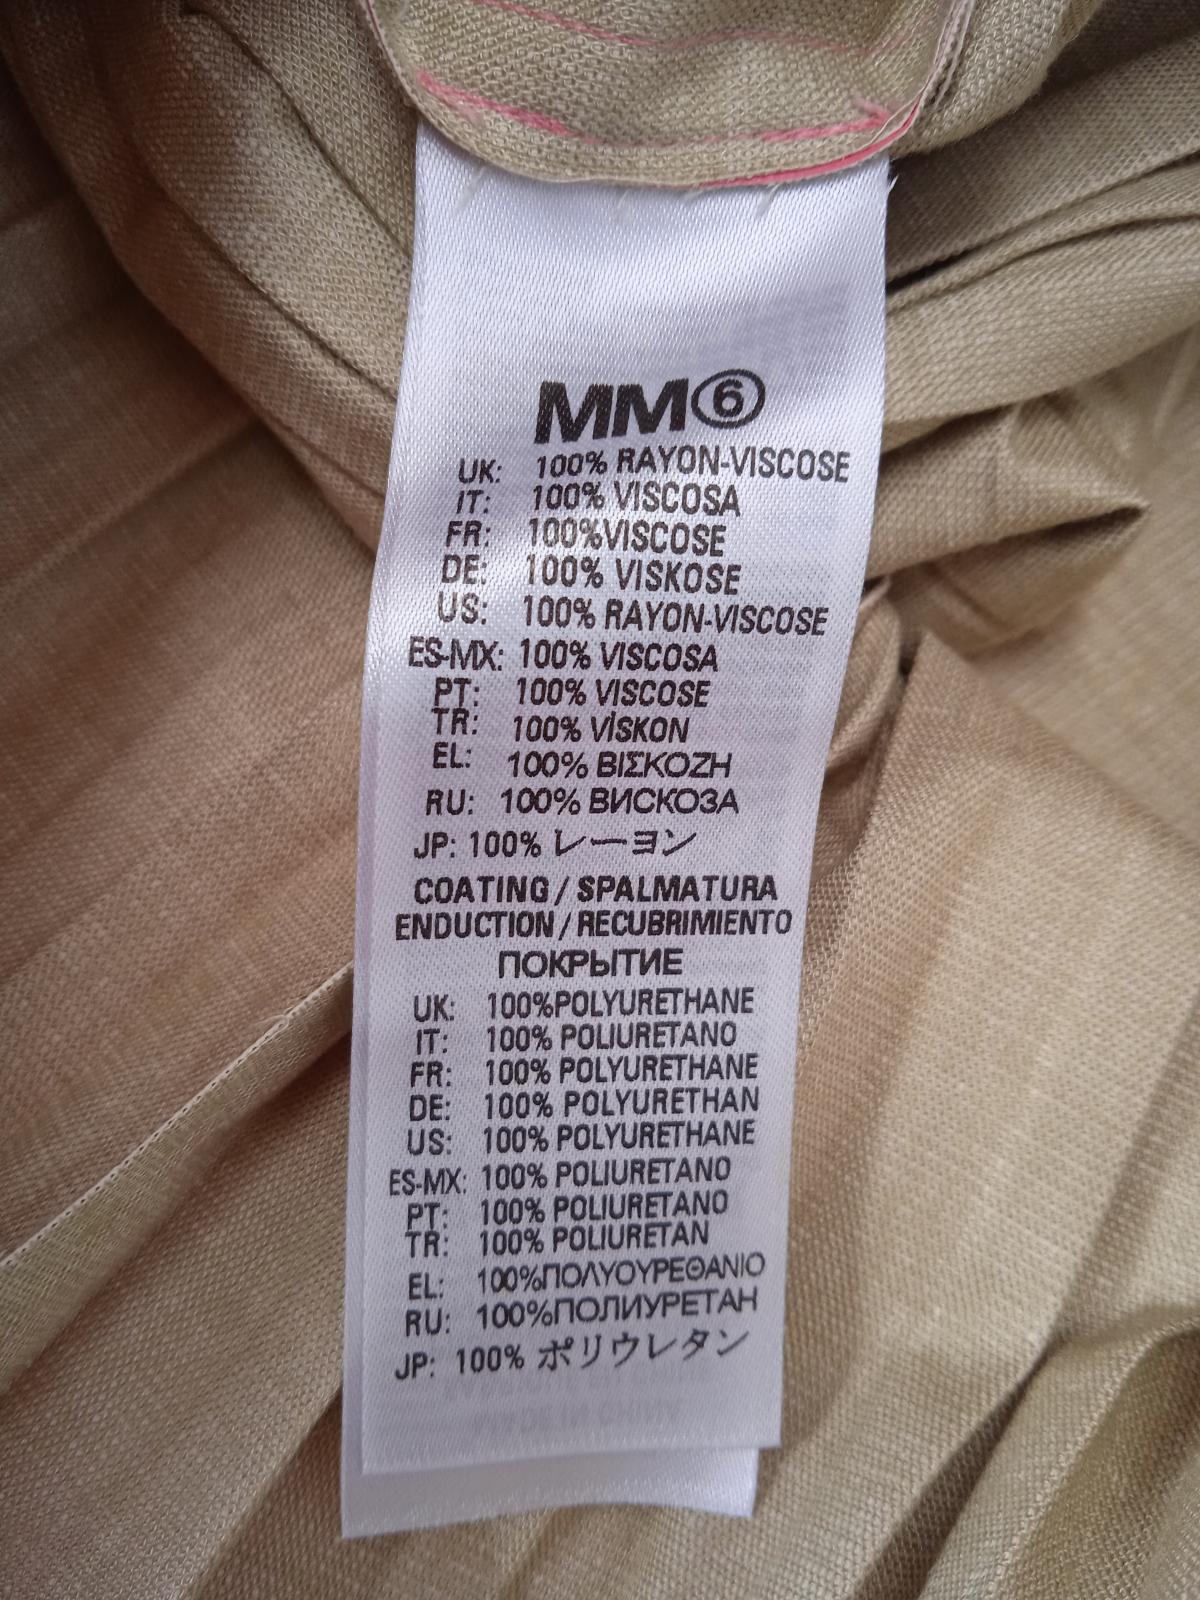 MM⑥
UK: 100% RAYON-VISCOSE
IT: 100% VISCOSA
FR: 100%VISCOSE
DE: 100% VISKOSE
US: 100% RAYON-VISCOSE
ES-MX: 100% VISCOSA
PT: 100% VISCOSE
TR: 100% VİSKON
EL: 100% ΒΙΣΚΟΖΗ
RU: 100% ВИСКОЗА
JP: 100% レーヨン
COATING / SPALMATURA
ENDUCTION / RECUBRIMIENTO
ПОКРЫТИЕ
UK: 100%POLYURETHANE
IT: 100% POLIURETANO
FR: 100% POLYURETHANE
DE: 100% POLYURETHAN
US: 100% POLYURETHANE
ES-MX: 100% POLIURETANO
PT: 100% POLIURETANO
TR: 100% POLIURETAN
EL: 100%ΠΟΛΥΟΥΡΕΘΑΝΙΟ
RU: 100%ПОЛИУРЕТАН
JP: 100% ポリウレタン
MADE IN CHINA